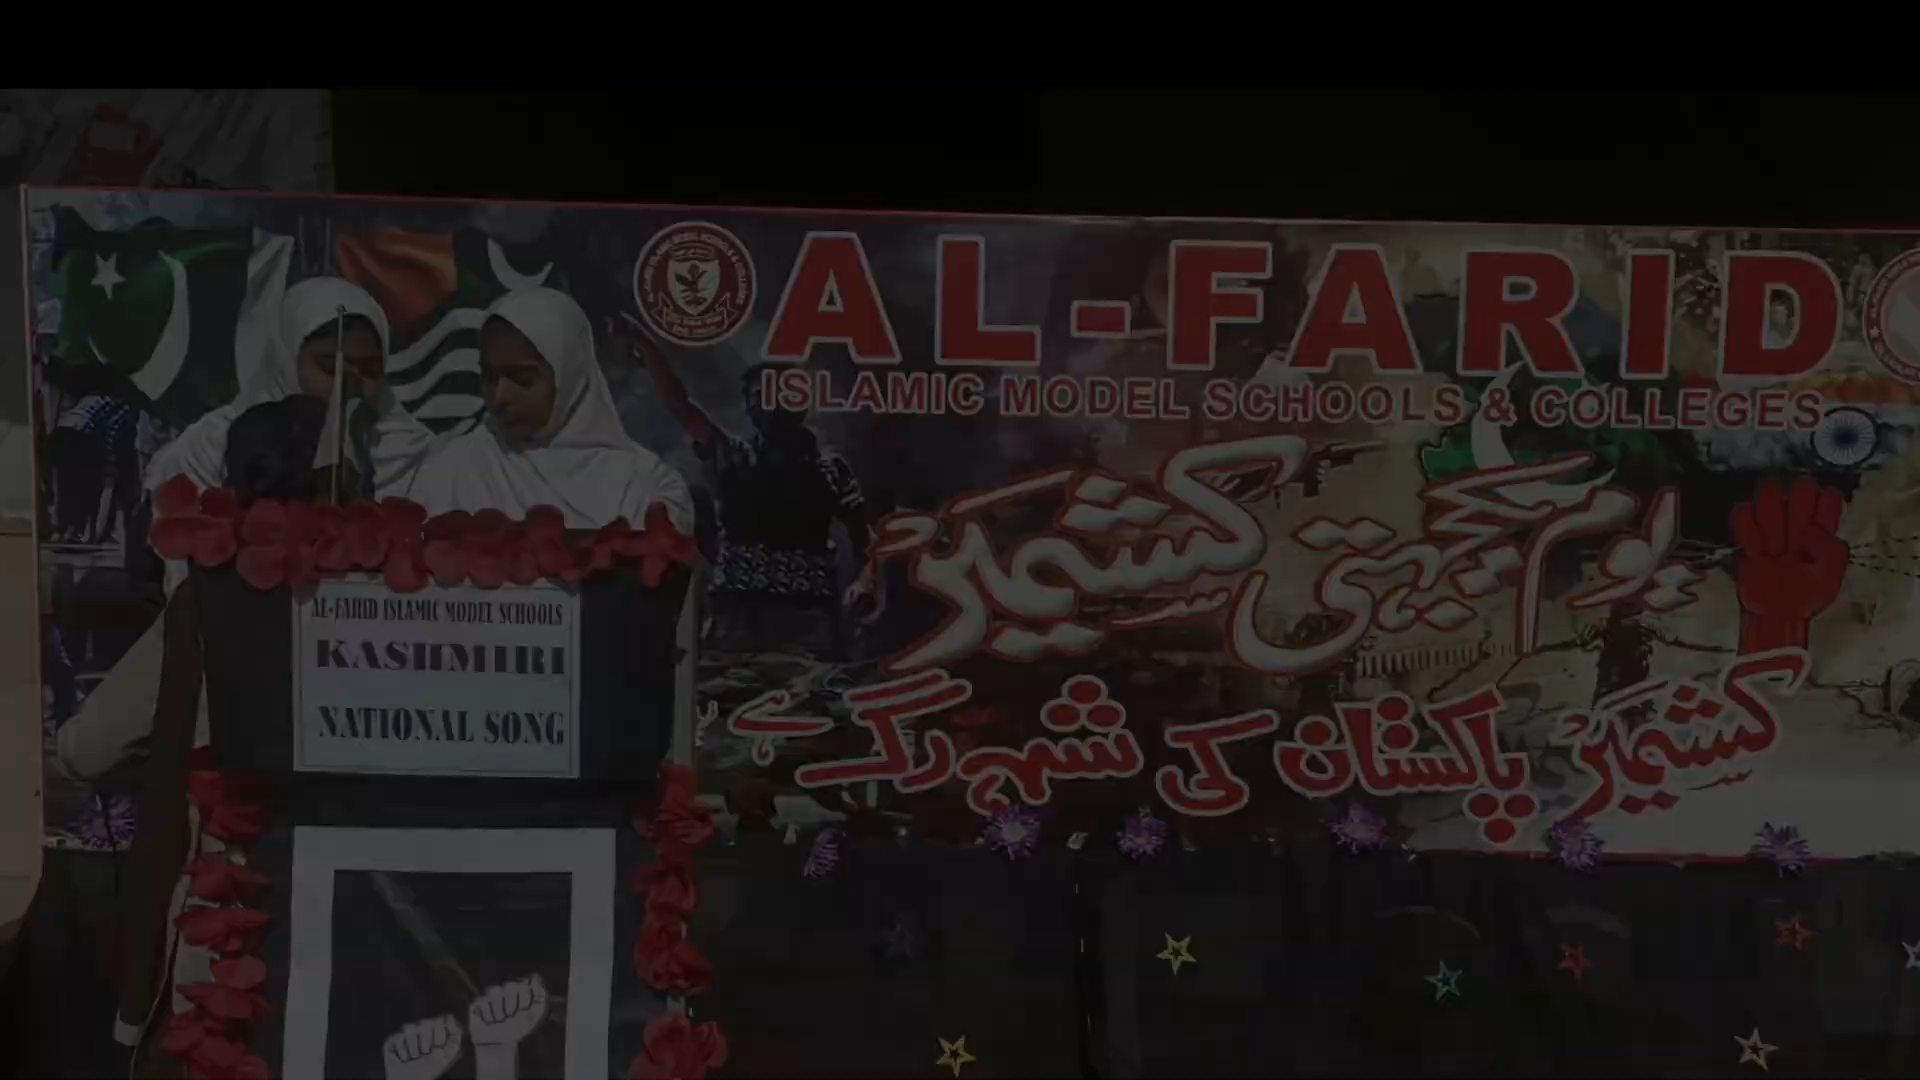 AL-FARID
ISLAMIC MODEL SCHOOLS & COLLEGES
یوم یکجہتی کشمیر
کشمیر پاکستان کی شہ رگ ہے
AL-FARID ISLAMIC MODEL SCHOOLS
KASHMIRI
NATIONAL SONG